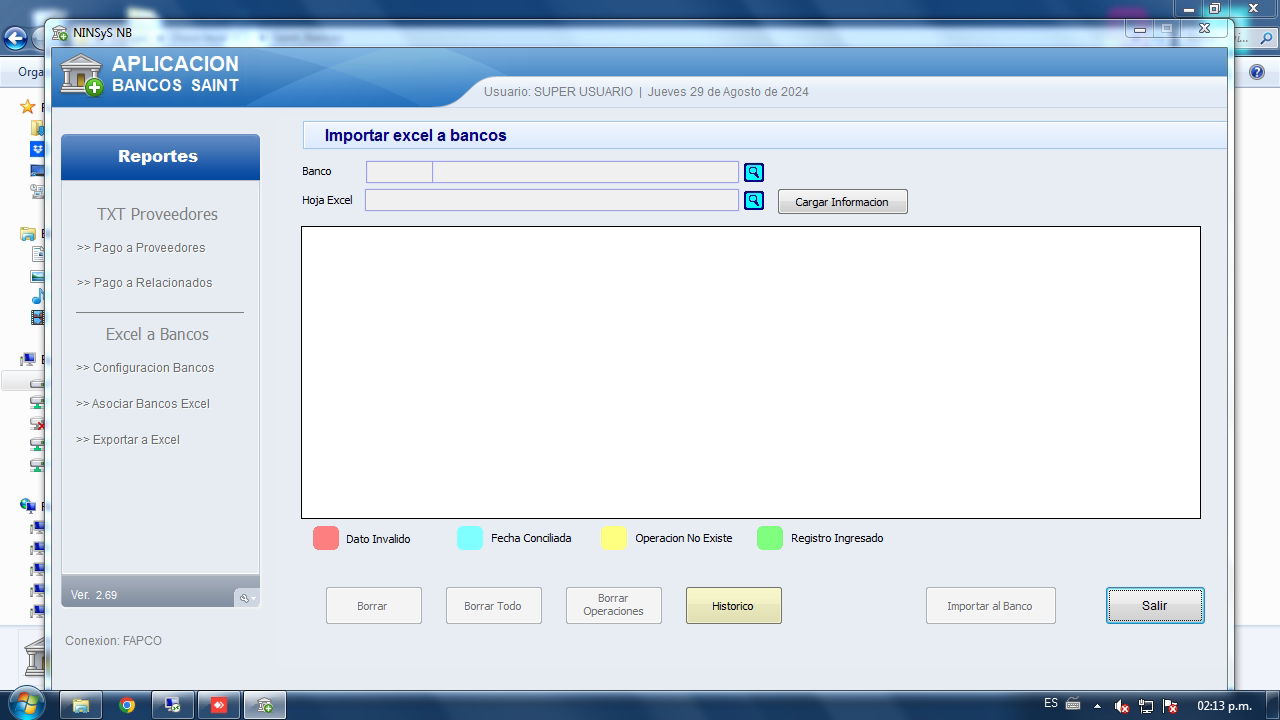 NINSyS NB
APLICACION
BANCOS SAINT
Usuario: SUPER USUARIO | Jueves 29 de Agosto de 2024
Orga
Reportes
TXT Proveedores
>> Pago a Proveedores
>> Pago a Relacionados
Excel a Bancos
>> Configuracion Bancos
>> Asociar Bancos Excel
>> Exportar a Excel
Ver. 2.69
Conexion: FAPCO
Importar excel a bancos
Banco
Hoja Excel
Cargar Informacion
Dato Invalido
Fecha Conciliada
Operacion No Existe
Registro Ingresado
Borrar
Borrar Todo
Borrar
Operaciones
Historico
Importar al Banco
Salir
ES
02:13 p.m.